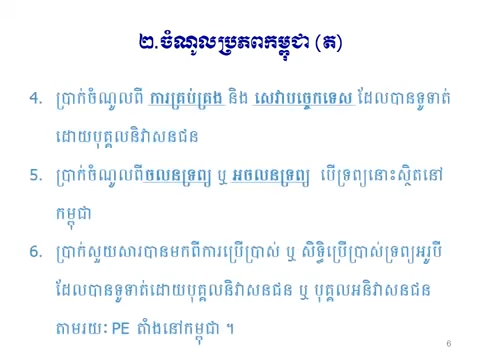 ២.ចំណូលប្រភពកម្ពុជា (ត)
4. ប្រាក់ចំណូលពី ការគ្រប់គ្រង និង សេវាបច្ចេកទេស ដែលបានទូទាត់
ដោយបុគ្គលនិវាសនជន
5. ប្រាក់ចំណូលពីចលនទ្រព្យ ឬ អចលនទ្រព្យ បើទ្រព្យនោះស្ថិតនៅ
កម្ពុជា
6. ប្រាក់សួយសារបានមកពីការប្រើប្រាស់ ឬ សិទ្ធិប្រើប្រាស់ទ្រព្យអរូបី
ដែលបានទូទាត់ដោយបុគ្គលនិវាសនជន ឬ បុគ្គលអនិវាសនជន
តាមរយៈ PE តាំងនៅកម្ពុជា ។
6